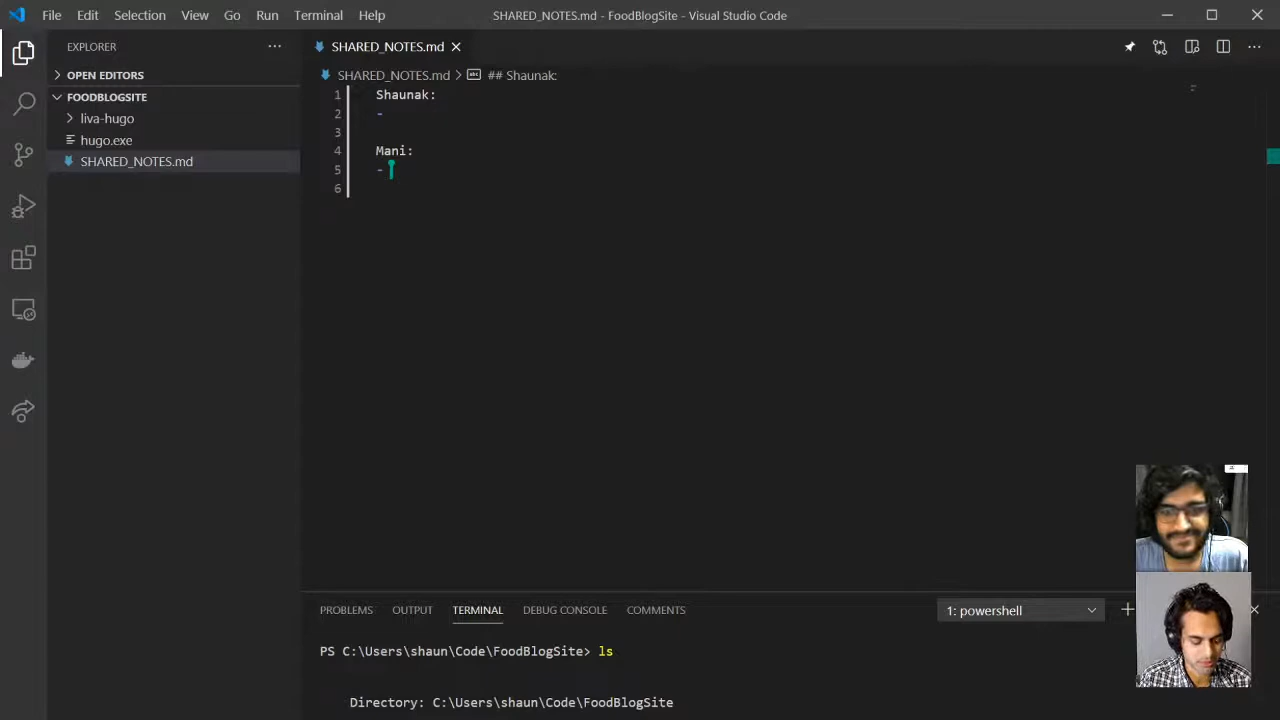 File Edit Selection View Go Run Terminal Help SHARED_NOTES.md - FoodBlogSite - Visual Studio Code
EXPLORER
SHARED_NOTES.md
OPEN EDITORS
SHARED_NOTES.md > ## Shaunak:
FOODBLOGSITE
liva-hugo
hugo.exe
SHARED_NOTES.md
1 Shaunak:
2 -
3
4 Mani:
5 -
6
PROBLEMS OUTPUT TERMINAL DEBUG CONSOLE COMMENTS 1: powershell
PS C:\Users\shaun\Code\FoodBlogSite> ls
Directory: C:\Users\shaun\Code\FoodBlogSite